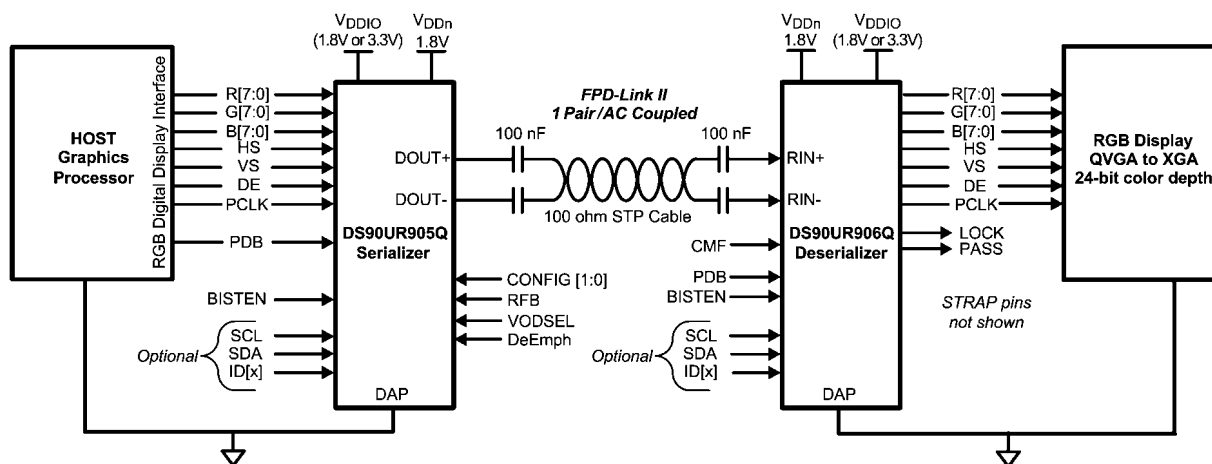 VDDIO
(1.8V or 3.3V)
VDDn
1.8V
VDDn
1.8V
VDDIO
(1.8V or 3.3V)
HOST
Graphics
Processor
RGB Digital Display Interface
R[7:0]
G[7:0]
B[7:0]
HS
VS
DE
PCLK
PDB
BISTEN
Optional
SCL
SDA
ID[x]
DOUT+
DOUT-
DS90UR905Q
Serializer
DAP
FPD-Link II
1 Pair/AC Coupled
100 nF
100 nF
100 ohm STP Cable
CONFIG [1:0]
RFB
VODSEL
DeEmph
CMF
PDB
BISTEN
Optional
SCL
SDA
ID[x]
RIN+
RIN-
DS90UR906Q
Deserializer
DAP
R[7:0]
G[7:0]
B[7:0]
HS
VS
DE
PCLK
LOCK
PASS
STRAP pins
not shown
RGB Display
QVGA to XGA
24-bit color depth